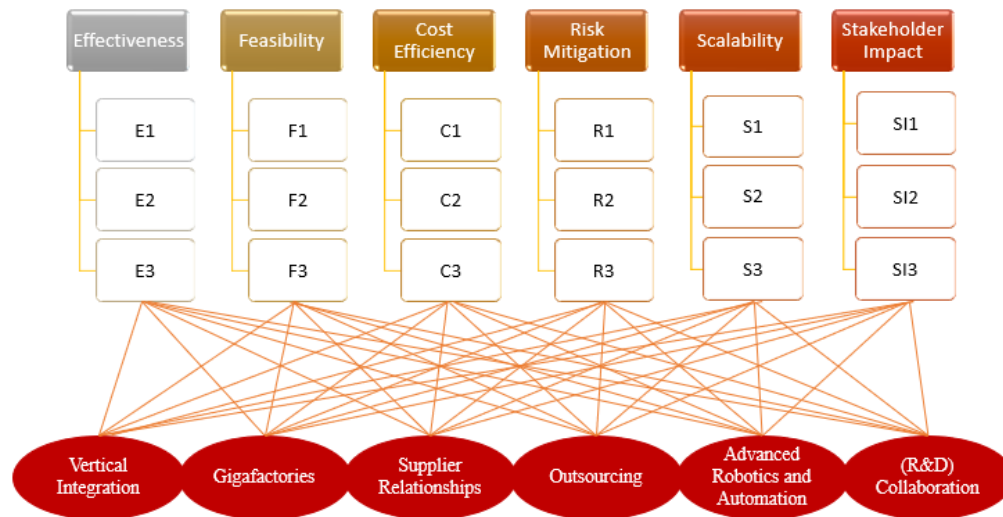 Effectiveness
Feasibility
Cost
Efficiency
Risk
Mitigation
Scalability
Stakeholder
Impact
E1
F1
C1
R1
S1
SI1
E2
F2
C2
R2
S2
SI2
E3
F3
C3
R3
S3
SI3
Vertical
Integration
Gigafactories
Supplier
Relationships
Outsourcing
Advanced
Robotics and
Automation
(R&D)
Collaboration